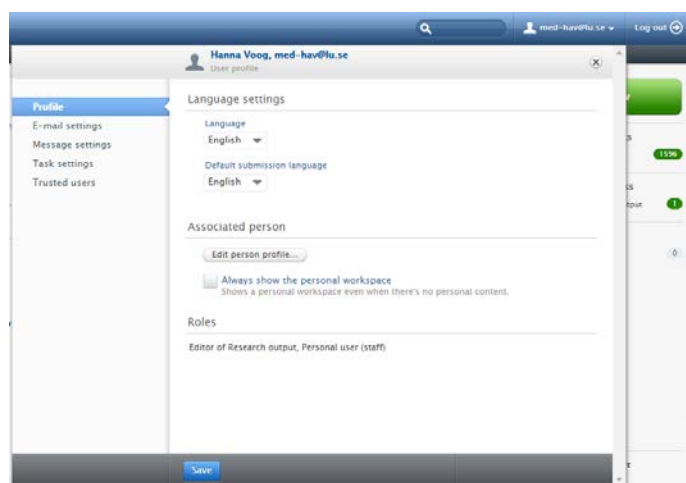 med-hav@lu.se
Log out
Hanna Voog, med-hav@lu.se
User profile
Profile
E-mail settings
Message settings
Task settings
Trusted users
Language settings
Language
English
Default submission language
English
Associated person
Edit person profile...
Always show the personal workspace
Shows a personal workspace even when there's no personal content.
Roles
Editor of Research output, Personal user (staff)
Save
1596
1
0